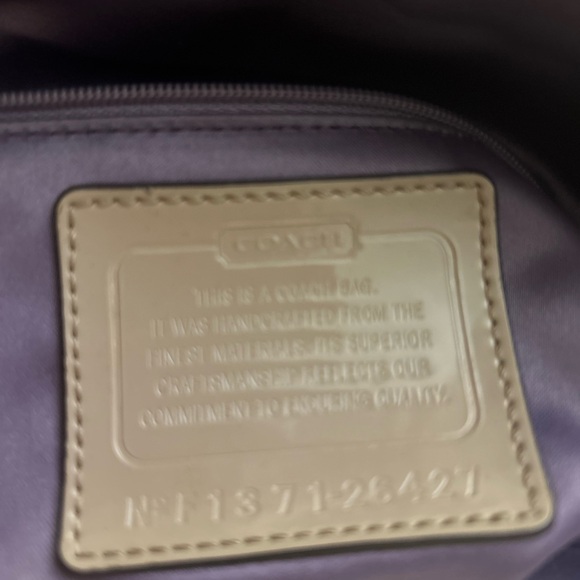 COACH
THIS IS A COACH BAG.
IT WAS HANDCRAFTED FROM THE
FINEST MATERIALS. ITS SUPERIOR
CRAFTSMANSHIP REFLECTS OUR
COMMITMENT TO ENDURING QUALITY.
Nº F1371-26427